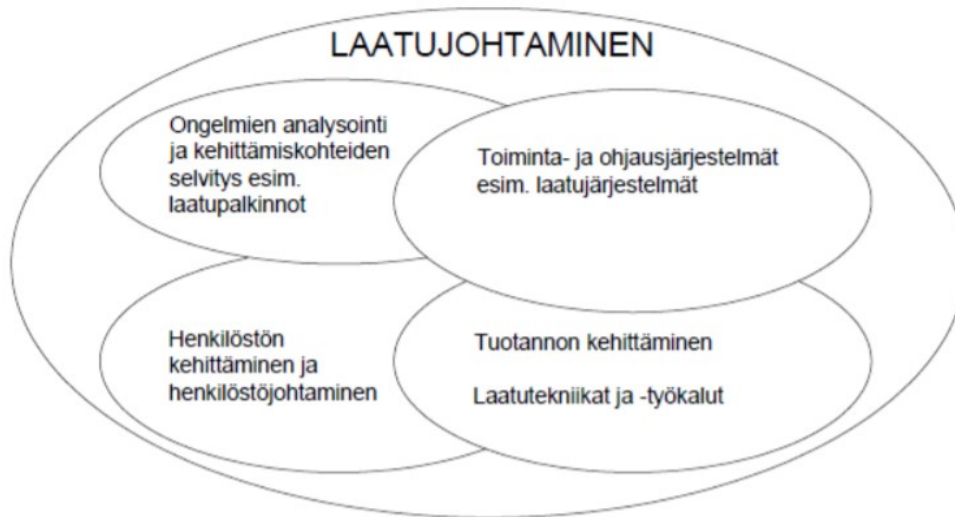 LAATUJOHTAMINEN
Ongelmien analysointi
ja kehittämiskohteiden
selvitys esim.
laatupalkinnot
Toiminta- ja ohjausjärjestelmät
esim. laatujärjestelmät
Henkilöstön
kehittäminen ja
henkilöstöjohtaminen
Tuotannon kehittäminen
Laatutekniikat ja -työkalut